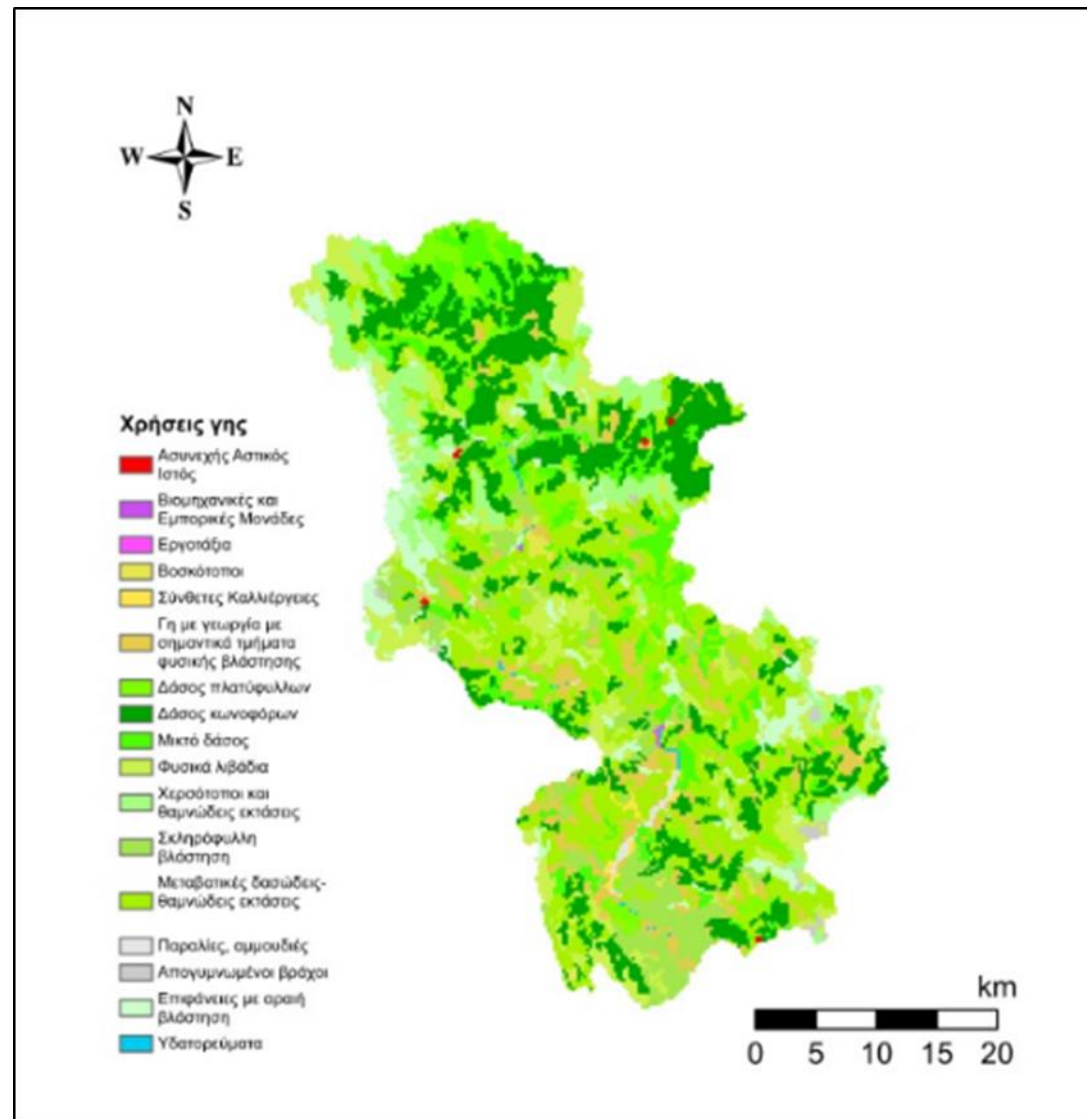 N
W E
S
Χρήσεις γης
Ασυνεχής Αστικός
Ιστός
Βιομηχανικές και
Εμπορικές Μονάδες
Εργοτάξια
Βοσκότοποι
Σύνθετες Καλλιέργειες
Γη με γεωργία με
σημαντικά τμήματα
φυσικής βλάστησης
Δάσος πλατύφυλλων
Δάσος κωνοφόρων
Μικτό δάσος
Φυσικά λιβάδια
Χερσότοποι και
θαμνώδεις εκτάσεις
Σκληρόφυλλη
βλάστηση
Μεταβατικές δασώδεις-
θαμνώδεις εκτάσεις
Παραλίες, αμμουδιές
Απογυμνωμένοι βράχοι
Επιφάνειες με αραιή
βλάστηση
Υδατορεύματα
km
0 5 10 15 20